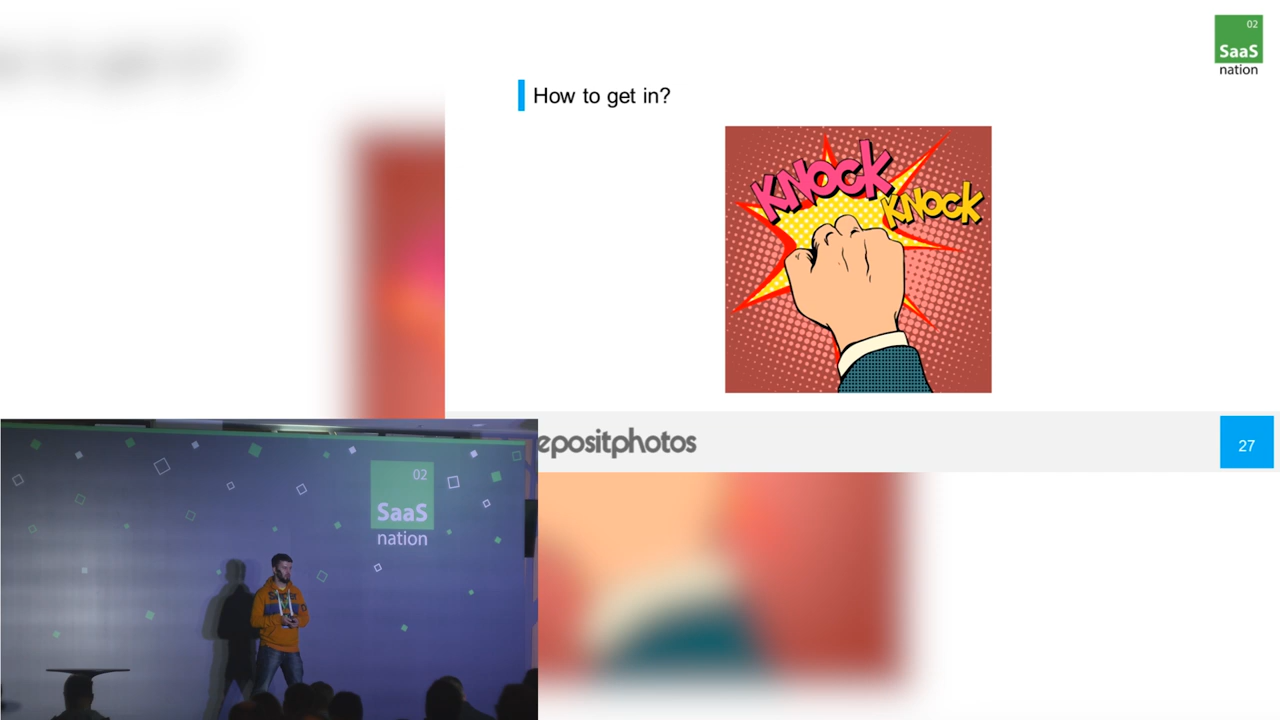 02
SaaS
nation
How to get in?
KNOCK
KNOCK
epositphotos
27
02
SaaS
nation